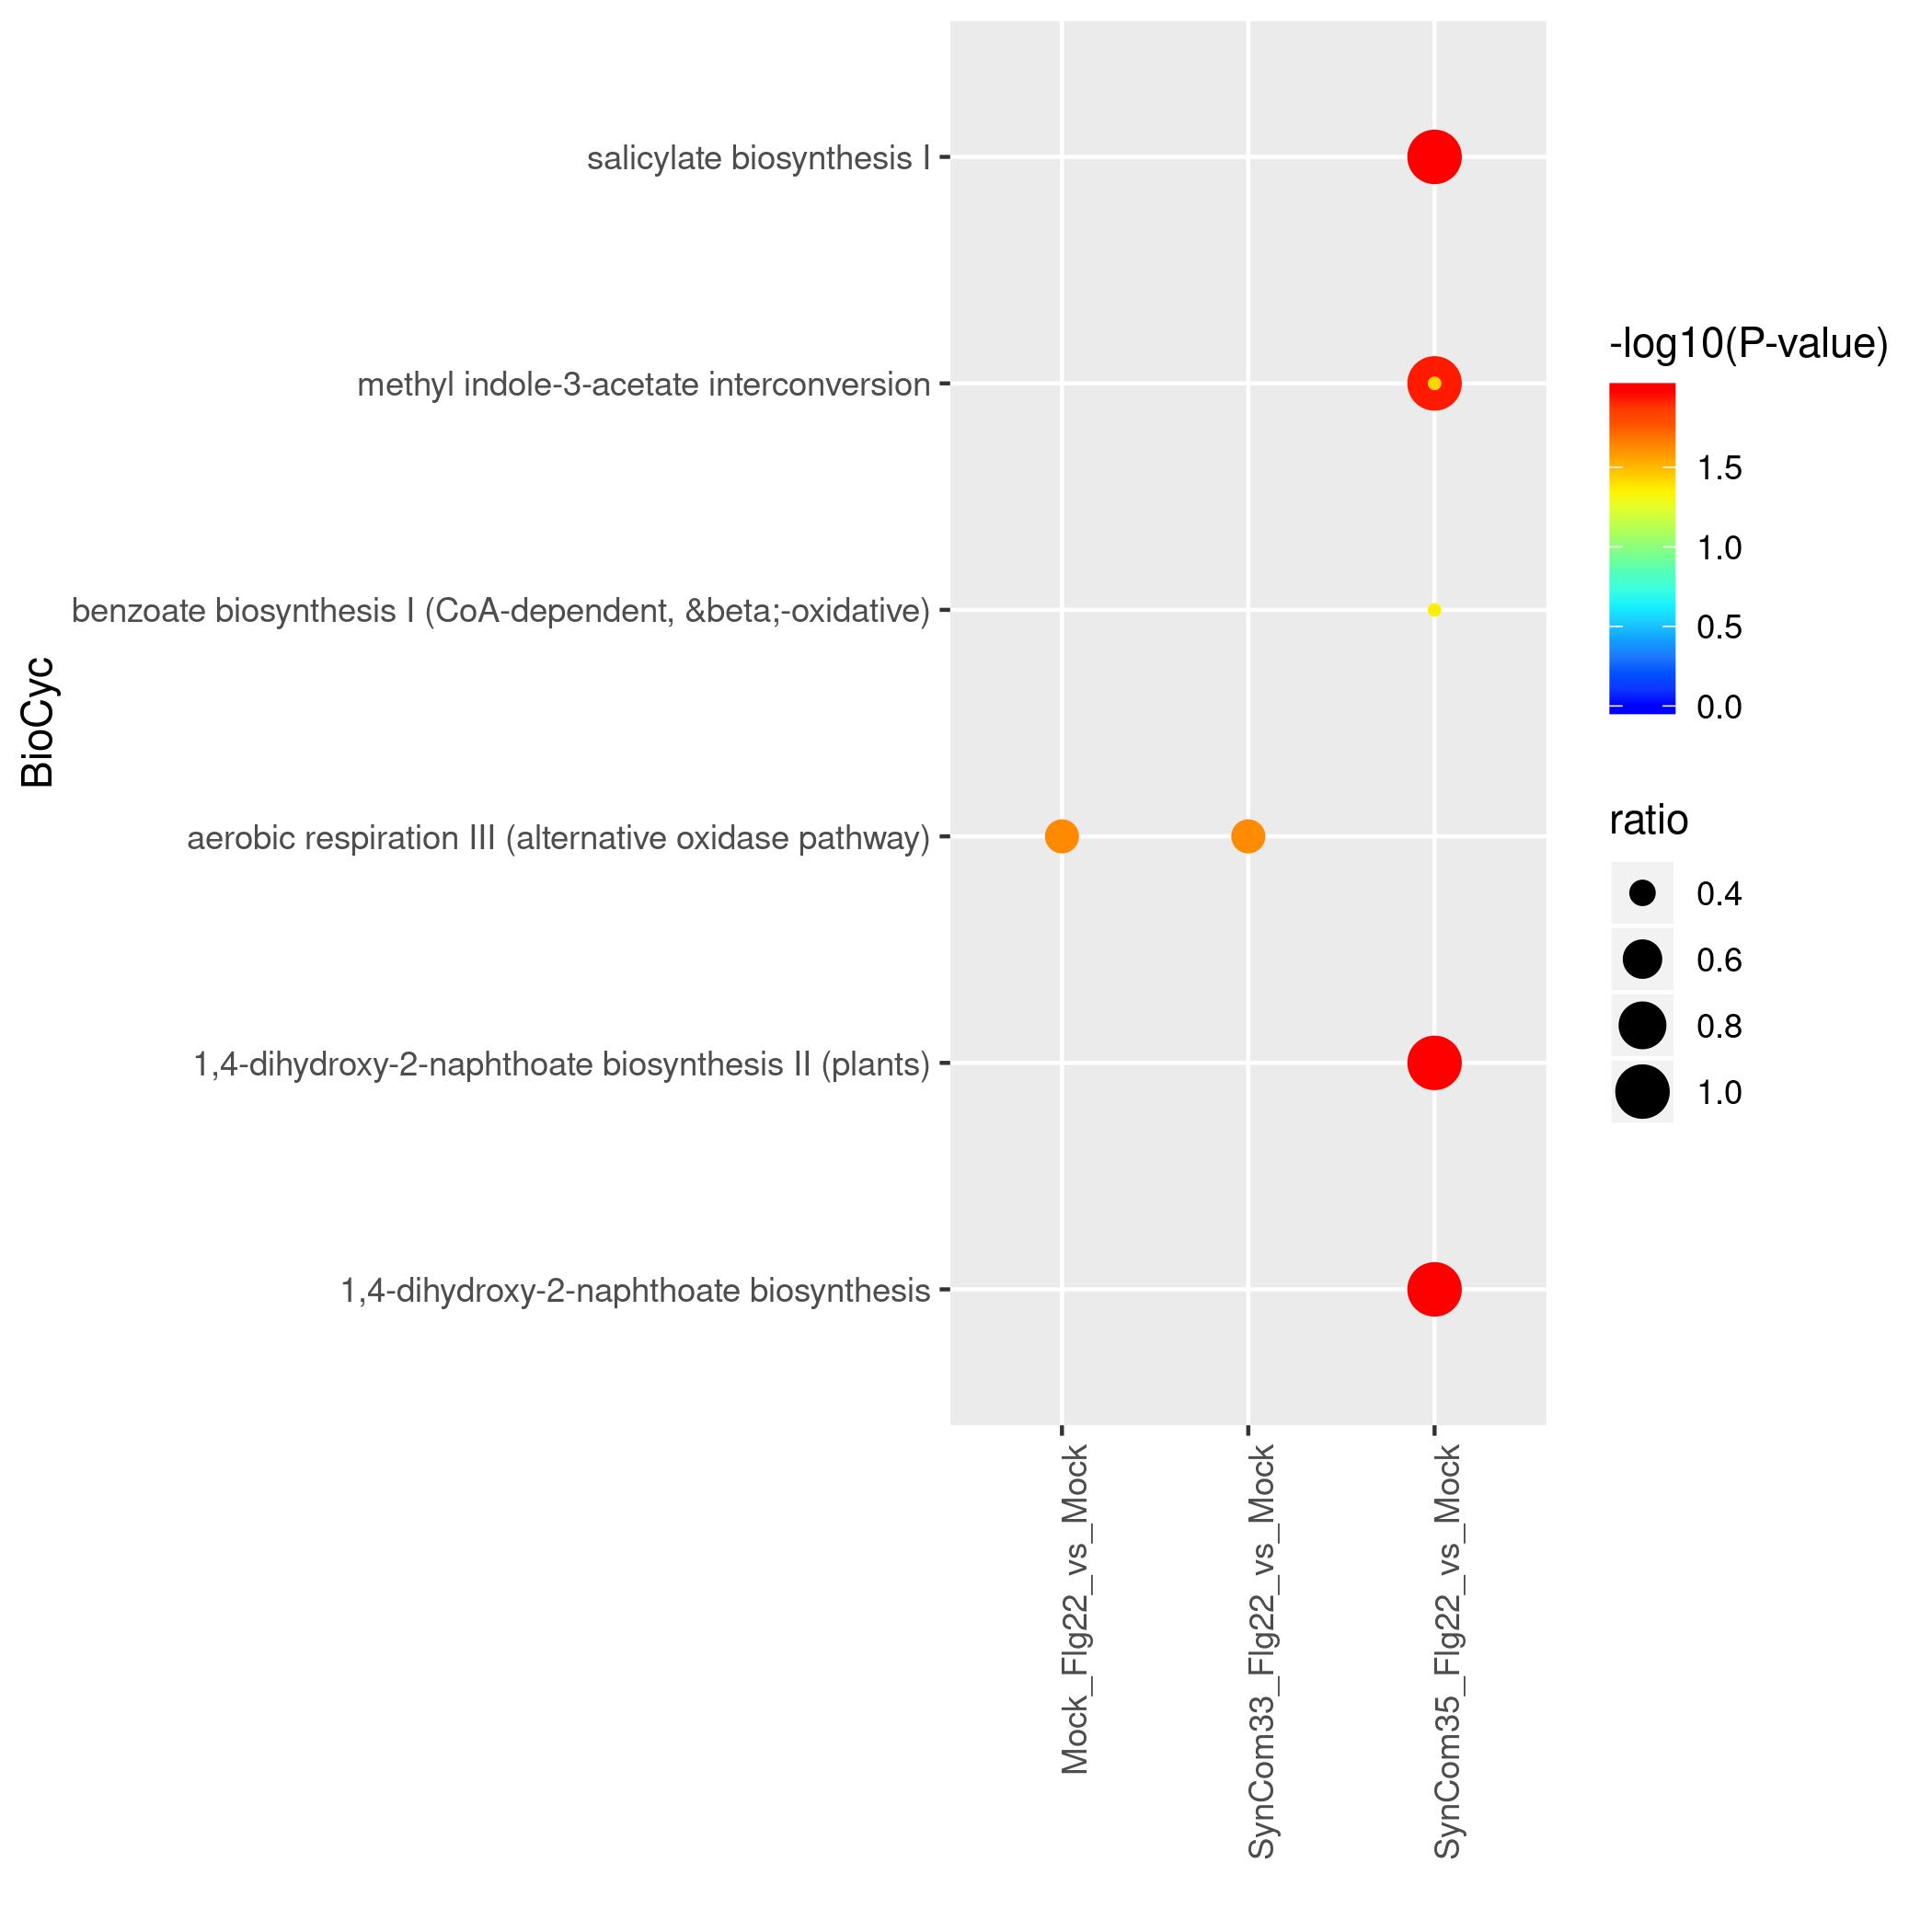 salicylate biosynthesis I
methyl indole-3-acetate interconversion
benzoate biosynthesis I (CoA-dependent, &beta;-oxidative)
aerobic respiration III (alternative oxidase pathway)
1,4-dihydroxy-2-naphthoate biosynthesis II (plants)
1,4-dihydroxy-2-naphthoate biosynthesis
BioCyc
Mock_Flg22_vs_Mock
SynCom33_Flg22_vs_Mock
SynCom35_Flg22_vs_Mock
-log10(P-value)
1.5
1.0
0.5
0.0
ratio
0.4
0.6
0.8
1.0